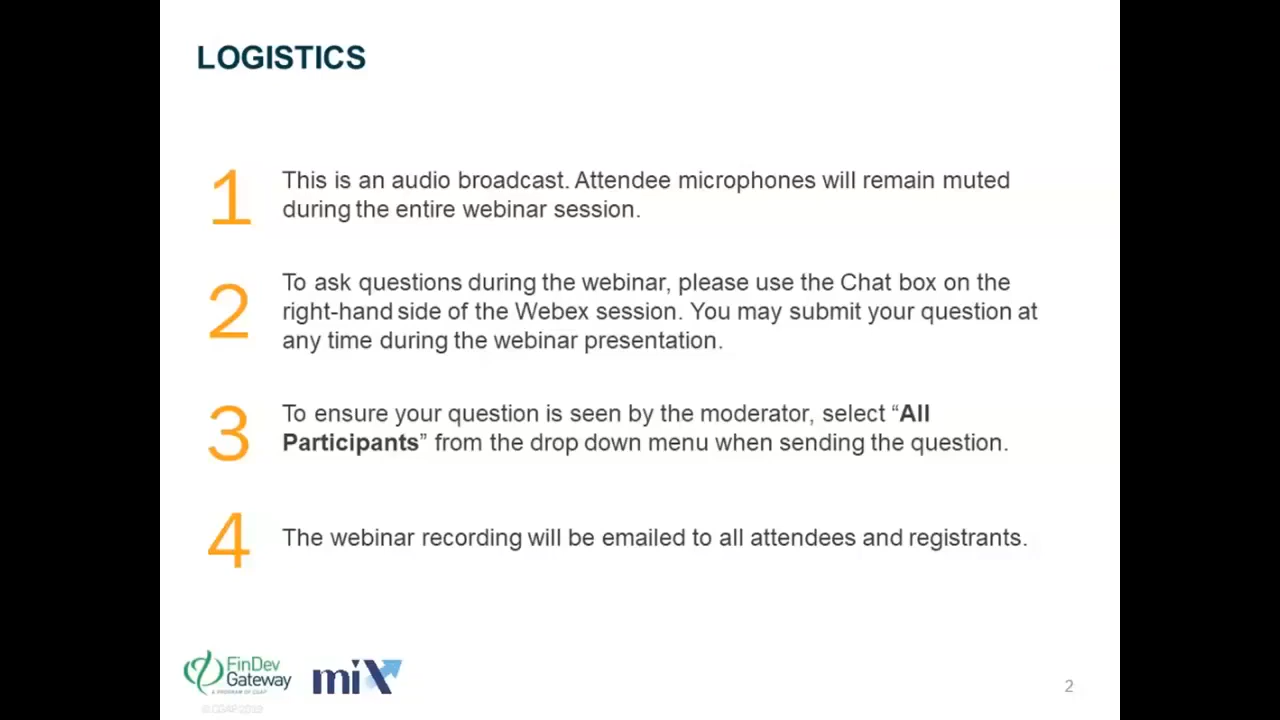 LOGISTICS
1
This is an audio broadcast. Attendee microphones will remain muted
during the entire webinar session.
2
To ask questions during the webinar, please use the Chat box on the
right-hand side of the Webex session. You may submit your question at
any time during the webinar presentation.
3
To ensure your question is seen by the moderator, select “All
Participants” from the drop down menu when sending the question.
4
The webinar recording will be emailed to all attendees and registrants.
FinDev
Gateway
A PROGRAM OF CGAP
mix
2